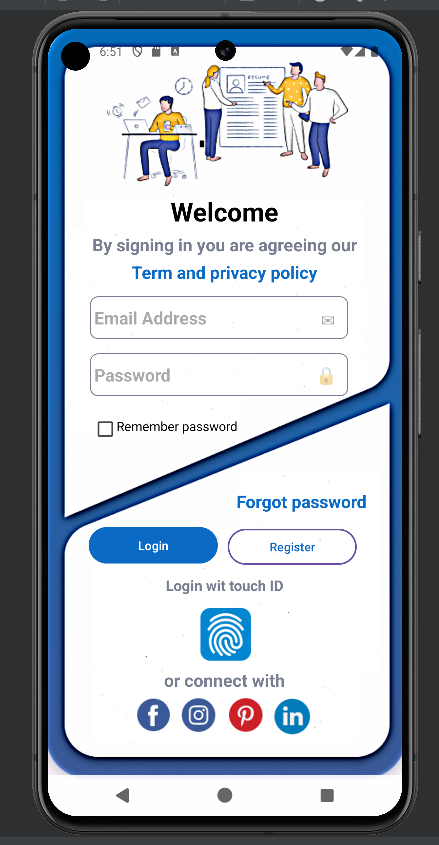 6:51
RESUME
Welcome
By signing in you are agreeing our
Term and privacy policy
Email Address
Password
Remember password
Forgot password
Login Register
Login wit touch ID
or connect with